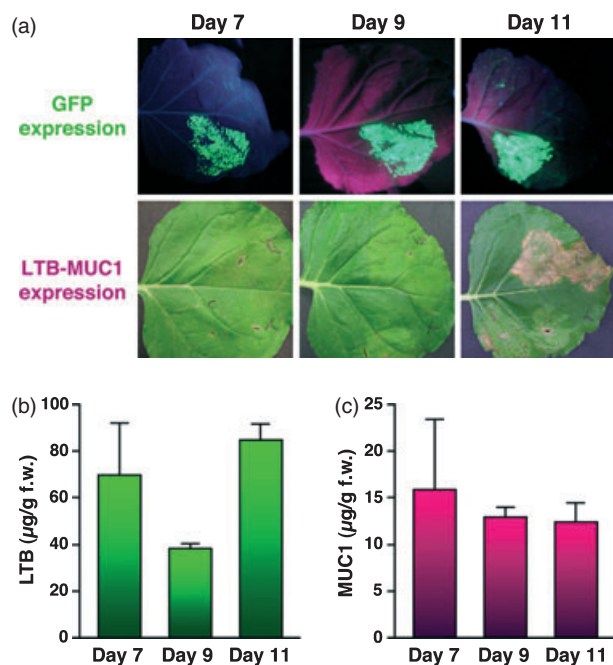 (a)
Day 7 Day 9 Day 11
GFP
expression
LTB-MUC1
expression
(b)
100
80
60
40
20
0
LTB (µg/g f.w.)
Day 7 Day 9 Day 11
(c)
25
20
15
10
5
0
MUC1 (µg/g f.w.)
Day 7 Day 9 Day 11